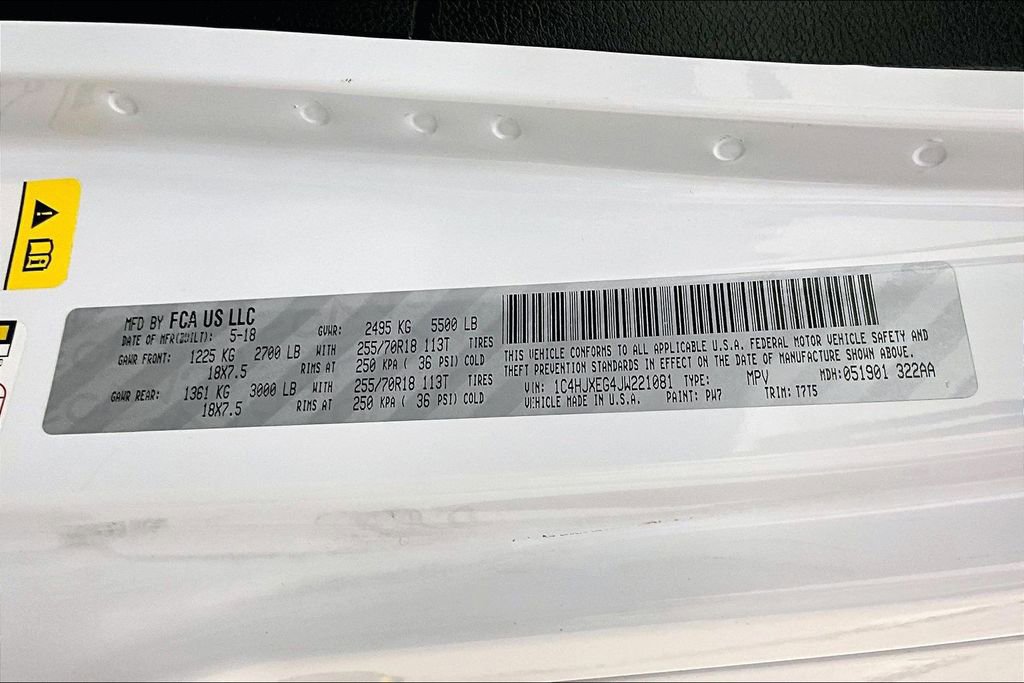 MFD BY FCA US LLC
DATE OF MFR(BUILT): 5-18
GVWR: 2495 KG 5500 LB
GAWR FRONT: 1225 KG 2700 LB WITH 255/70R18 113T TIRES
18X7.5 RIMS AT 250 KPA ( 36 PSI) COLD
GAWR REAR: 1361 KG 3000 LB WITH 255/70R18 113T TIRES
18X7.5 RIMS AT 250 KPA ( 36 PSI) COLD
THIS VEHICLE CONFORMS TO ALL APPLICABLE U.S.A. FEDERAL MOTOR VEHICLE SAFETY AND
THEFT PREVENTION STANDARDS IN EFFECT ON THE DATE OF MANUFACTURE SHOWN ABOVE.
VIN: 1C4HJXEG4JW221081 TYPE: MPV MDH:051901 322AA
VEHICLE MADE IN U.S.A. PAINT: PW7 TRIM: T7T5